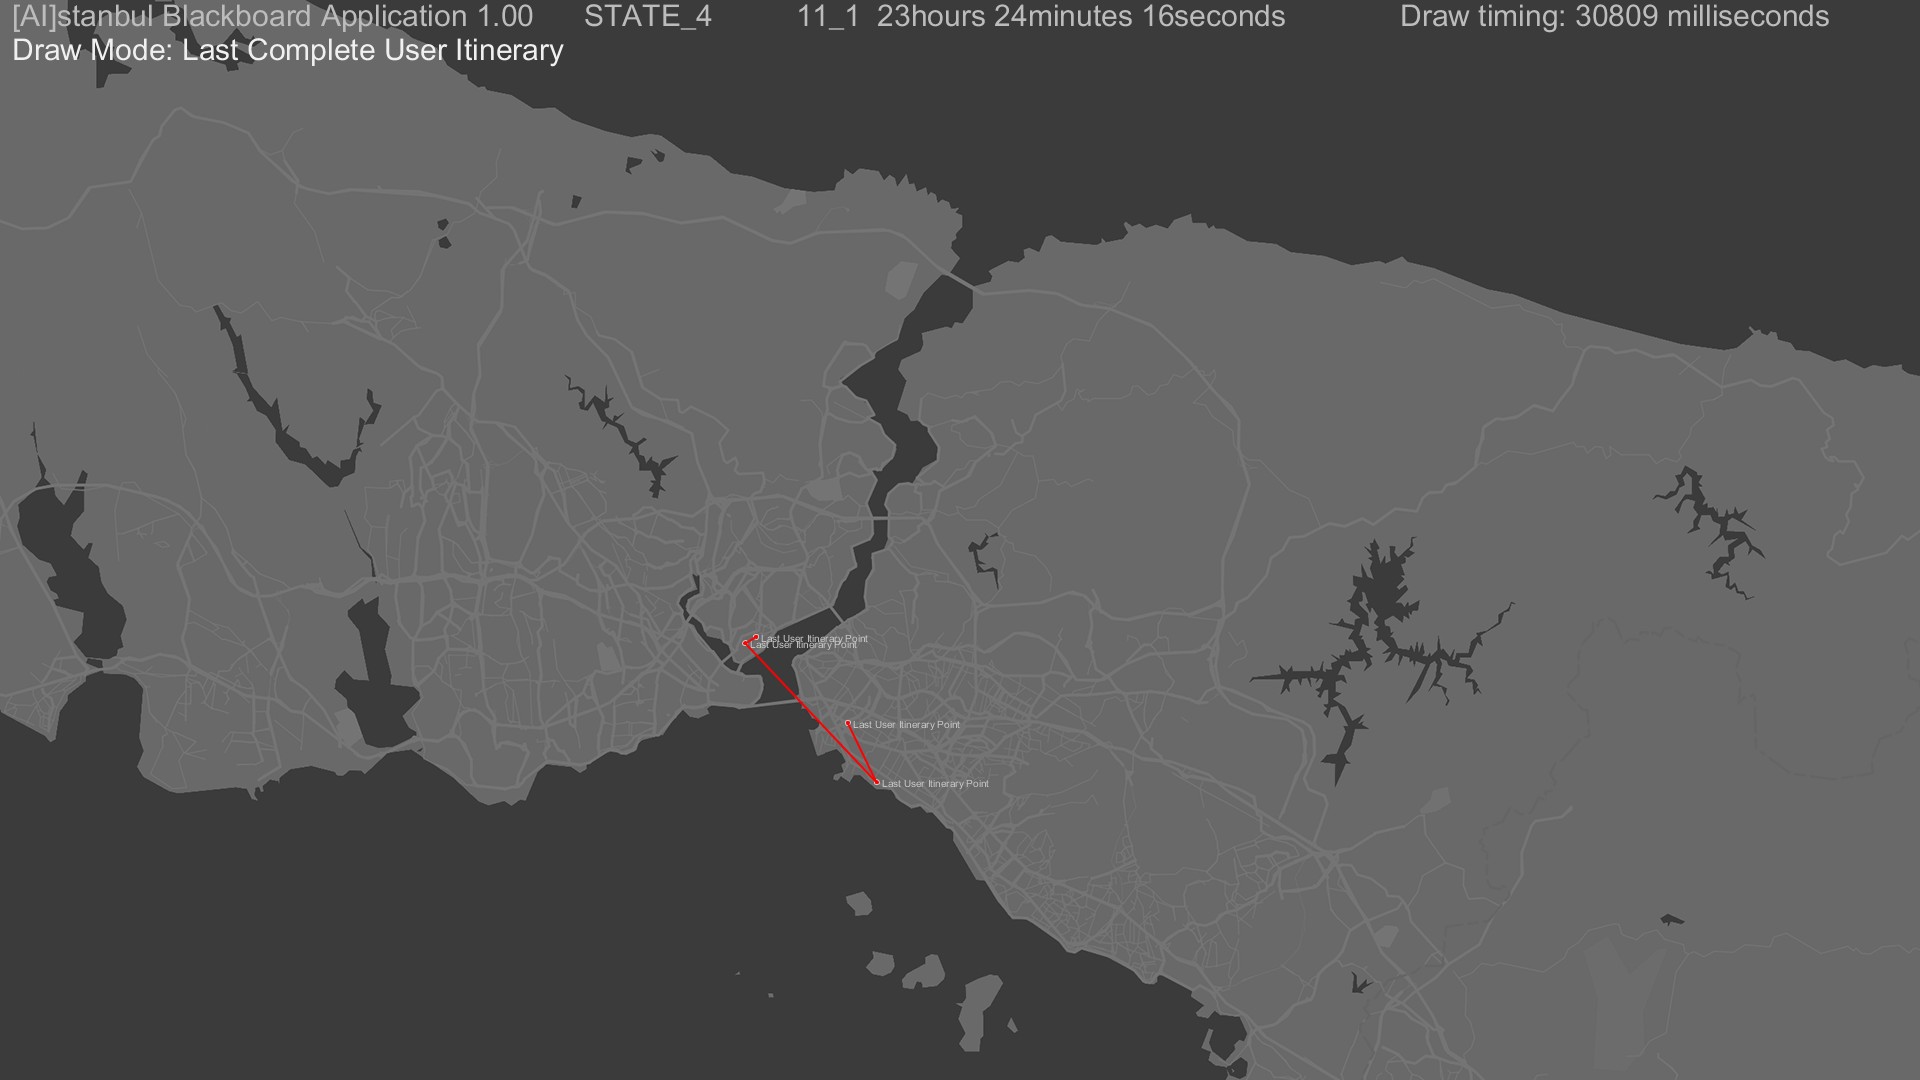 [AI]stanbul Blackboard Application 1.00 STATE_4 11_1 23hours 24minutes 16seconds Draw timing: 30809 milliseconds
Draw Mode: Last Complete User Itinerary
Last User Itinerary Point
Last User Itinerary Point
Last User Itinerary Point
Last User Itinerary Point